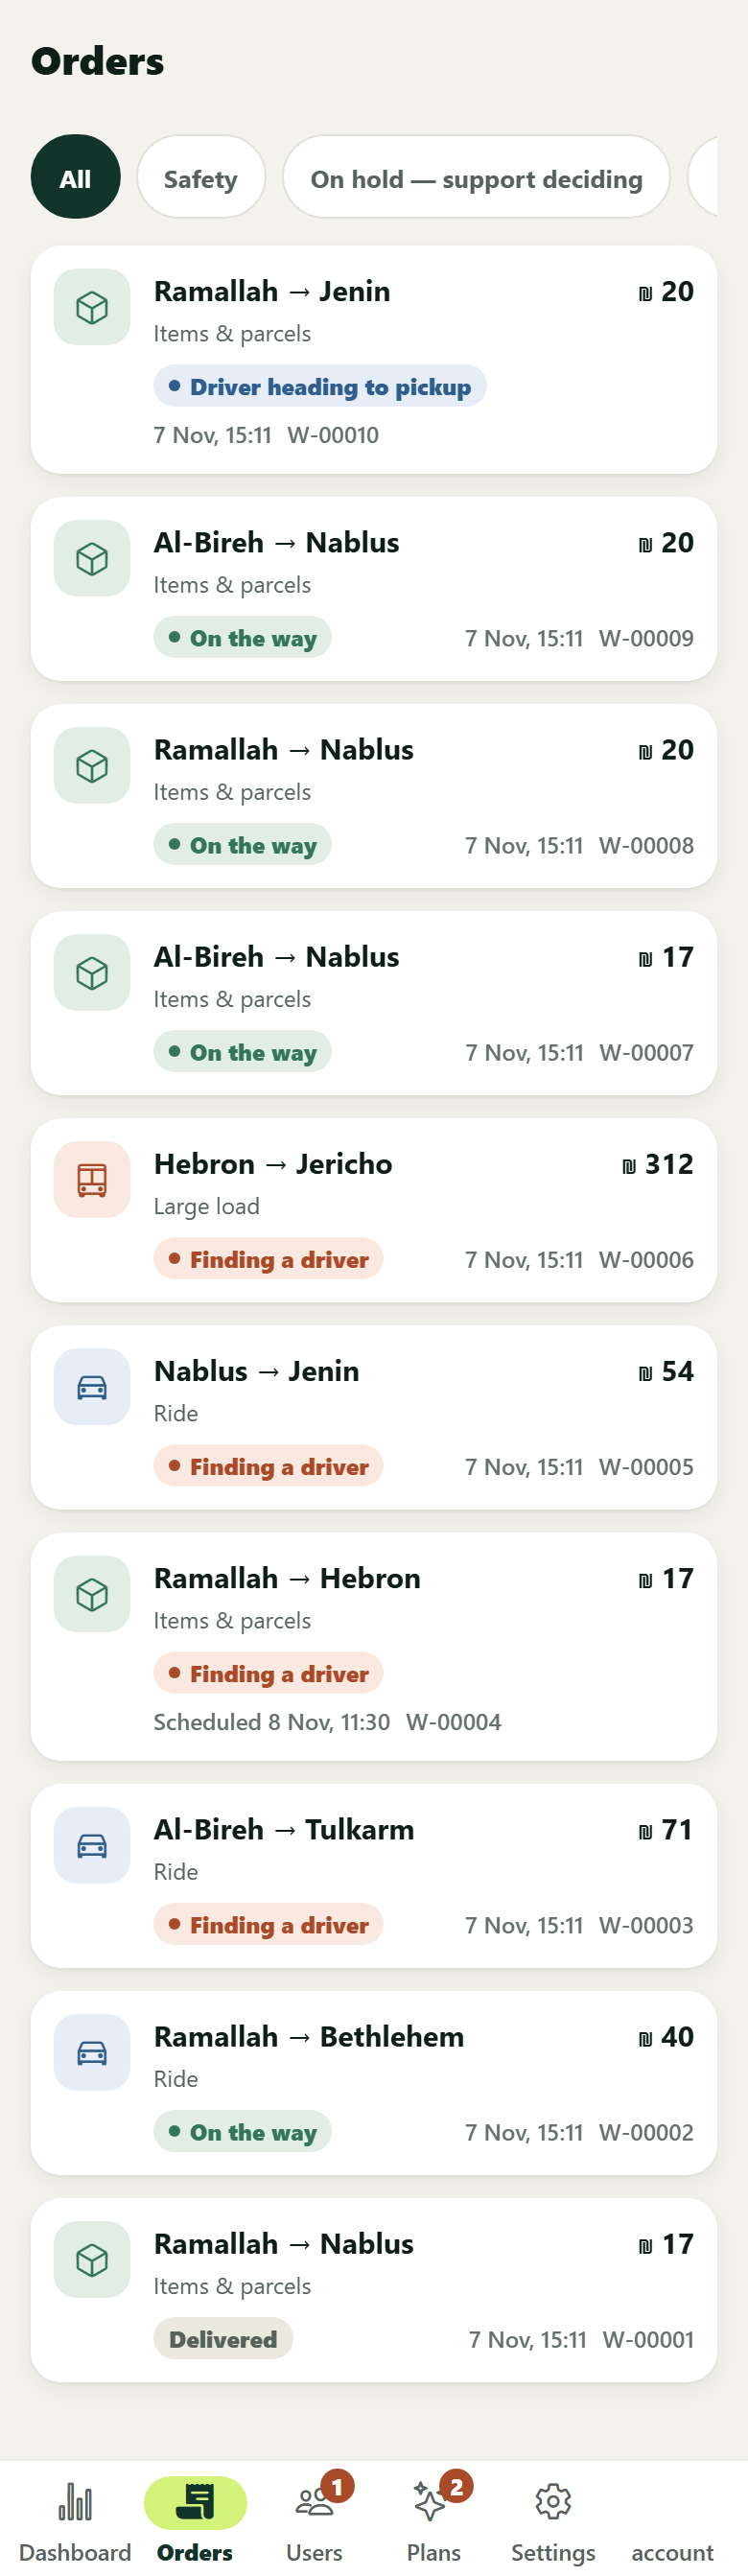 Orders
All
Safety
On hold — support deciding
Ramallah → Jenin ₪ 20
Items & parcels
Driver heading to pickup
7 Nov, 15:11 W-00010
Al-Bireh → Nablus ₪ 20
Items & parcels
On the way 7 Nov, 15:11 W-00009
Ramallah → Nablus ₪ 20
Items & parcels
On the way 7 Nov, 15:11 W-00008
Al-Bireh → Nablus ₪ 17
Items & parcels
On the way 7 Nov, 15:11 W-00007
Hebron → Jericho ₪ 312
Large load
Finding a driver 7 Nov, 15:11 W-00006
Nablus → Jenin ₪ 54
Ride
Finding a driver 7 Nov, 15:11 W-00005
Ramallah → Hebron ₪ 17
Items & parcels
Finding a driver
Scheduled 8 Nov, 11:30 W-00004
Al-Bireh → Tulkarm ₪ 71
Ride
Finding a driver 7 Nov, 15:11 W-00003
Ramallah → Bethlehem ₪ 40
Ride
On the way 7 Nov, 15:11 W-00002
Ramallah → Nablus ₪ 17
Items & parcels
Delivered 7 Nov, 15:11 W-00001
1 2
Dashboard Orders Users Plans Settings account